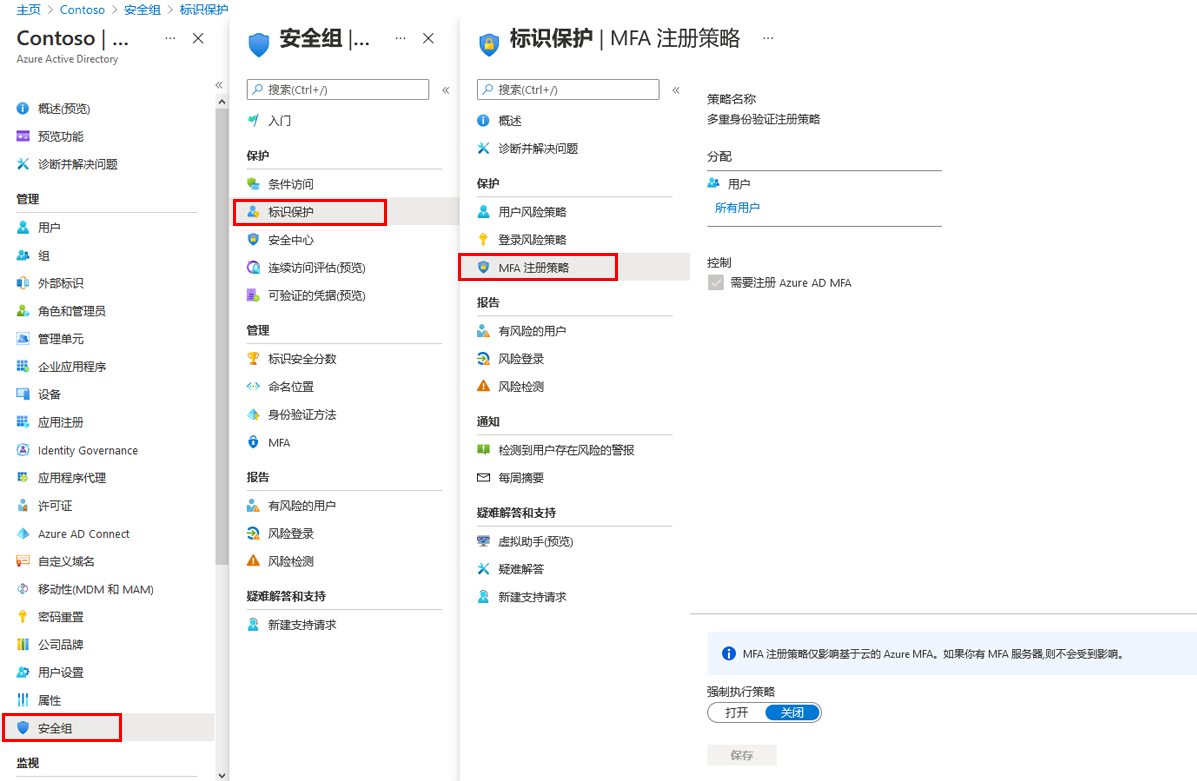 主页 > Contoso > 安全组 > 标识保护
Contoso | ...
Azure Active Directory
概述(预览)
预览功能
诊断并解决问题
管理
用户
组
外部标识
角色和管理员
管理单元
企业应用程序
设备
应用注册
Identity Governance
应用程序代理
许可证
Azure AD Connect
自定义域名
移动性(MDM 和 MAM)
密码重置
公司品牌
用户设置
属性
安全组
监视
安全组 |...
搜索(Ctrl+/)
入门
保护
条件访问
标识保护
安全中心
连续访问评估(预览)
可验证的凭据(预览)
管理
标识安全分数
命名位置
身份验证方法
MFA
报告
有风险的用户
风险登录
风险检测
疑难解答和支持
新建支持请求
标识保护 | MFA 注册策略
搜索(Ctrl+/)
概述
诊断并解决问题
保护
用户风险策略
登录风险策略
MFA 注册策略
报告
有风险的用户
风险登录
风险检测
通知
检测到用户存在风险的警报
每周摘要
疑难解答和支持
虚拟助手(预览)
疑难解答
新建支持请求
策略名称
多重身份验证注册策略
分配
用户
所有用户
控制
需要注册 Azure AD MFA
MFA 注册策略仅影响基于云的 Azure MFA。如果你有 MFA 服务器,则不会受到影响。
强制执行策略
打开 关闭
保存